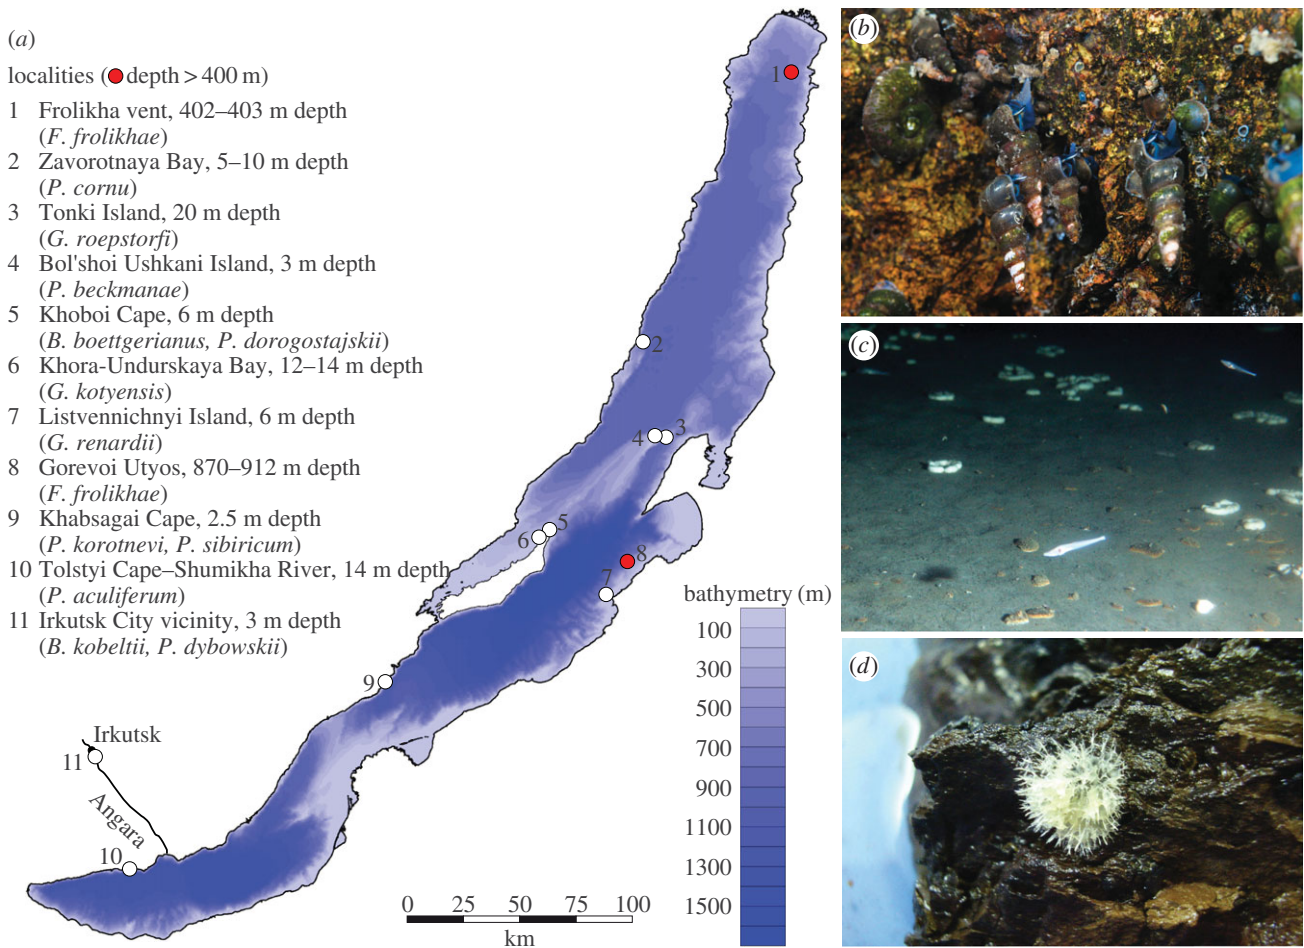 (a)
localities (depth > 400 m)
1 Frolikha vent, 402–403 m depth
(F. frolikhae)
2 Zavorotnaya Bay, 5–10 m depth
(P. cornu)
3 Tonki Island, 20 m depth
(G. roepstorfi)
4 Bol'shoi Ushkani Island, 3 m depth
(P. beckmanae)
5 Khoboi Cape, 6 m depth
(B. boettgerianus, P. dorogostajskii)
6 Khora-Undurskaya Bay, 12–14 m depth
(G. kotyensis)
7 Listvennichnyi Island, 6 m depth
(G. renardii)
8 Gorevoi Utyos, 870–912 m depth
(F. frolikhae)
9 Khabsagai Cape, 2.5 m depth
(P. korotnevi, P. sibiricum)
10 Tolstyi Cape–Shumikha River, 14 m depth
(P. aculiferum)
11 Irkutsk City vicinity, 3 m depth
(B. kobeltii, P. dybowskii)
1
2
3
4
5
6
7
8
9
10
11
Irkutsk
Angara
bathymetry (m)
100
300
500
700
900
1100
1300
1500
0 25 50 75 100
km
(b)
(c)
(d)